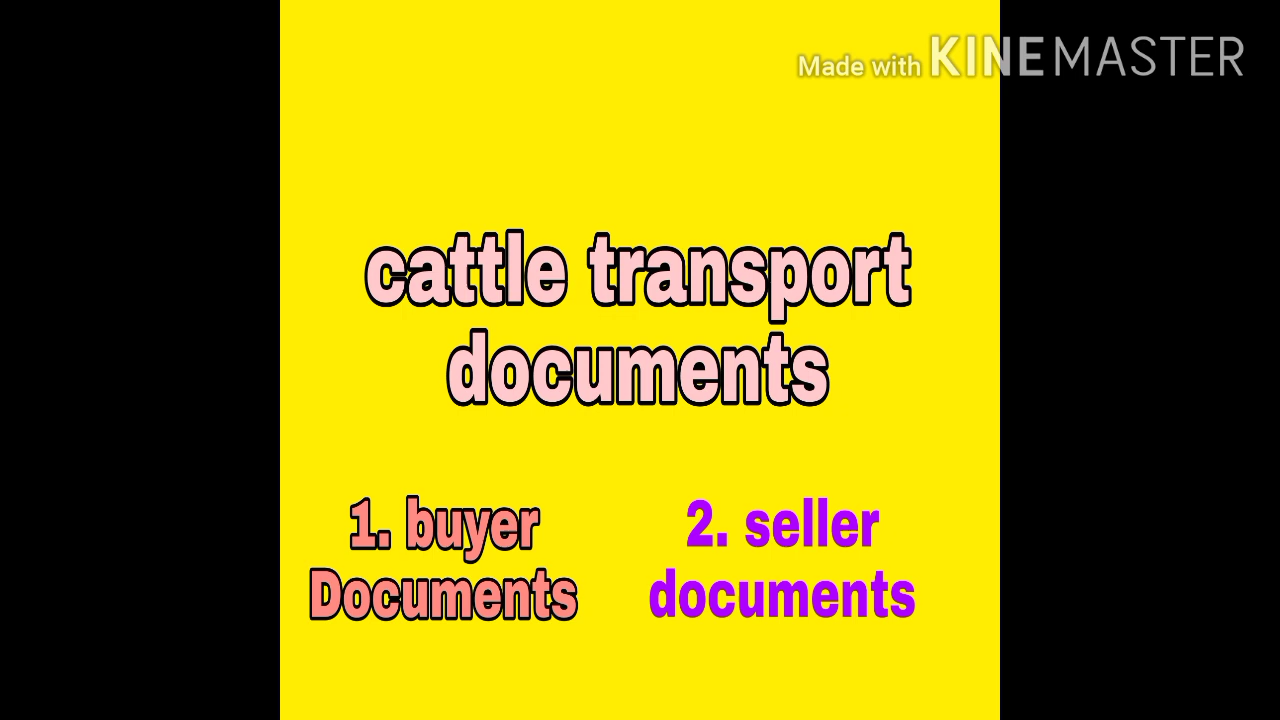 Made with KINEMASTER
cattle transport
documents
1. buyer
Documents
2. seller
documents